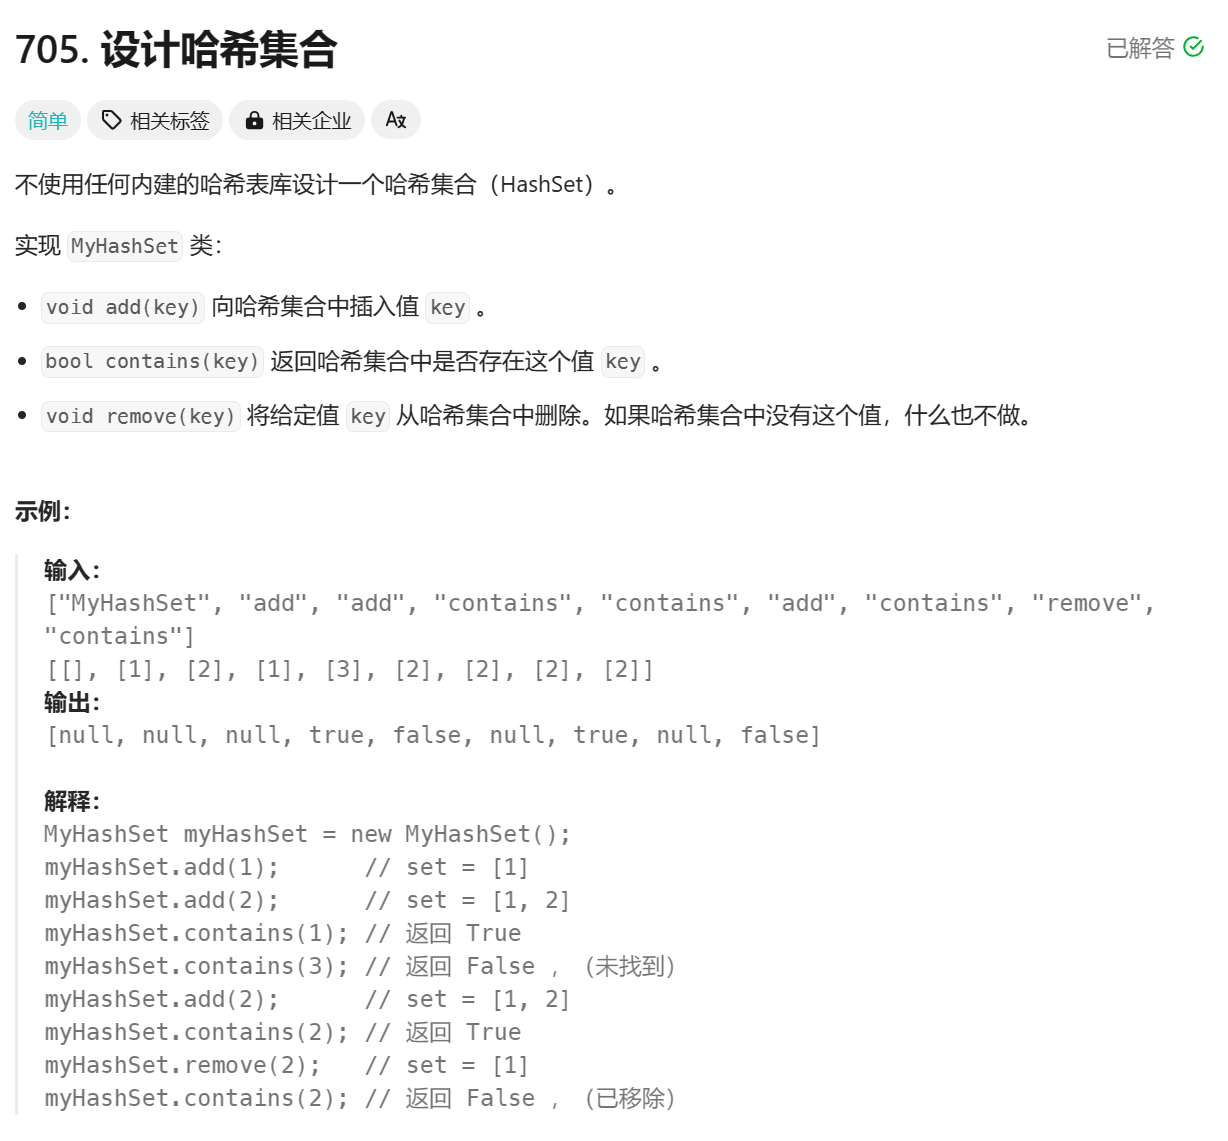 705. 设计哈希集合
已解答
简单 相关标签 相关企业 Ax
不使用任何内建的哈希表库设计一个哈希集合（HashSet）。
实现 MyHashSet 类：
• void add(key) 向哈希集合中插入值 key 。
• bool contains(key) 返回哈希集合中是否存在这个值 key 。
• void remove(key) 将给定值 key 从哈希集合中删除。如果哈希集合中没有这个值，什么也不做。
示例：
输入：
["MyHashSet", "add", "add", "contains", "contains", "add", "contains", "remove",
"contains"]
[[], [1], [2], [1], [3], [2], [2], [2], [2]]
输出：
[null, null, null, true, false, null, true, null, false]
解释：
MyHashSet myHashSet = new MyHashSet();
myHashSet.add(1);      // set = [1]
myHashSet.add(2);      // set = [1, 2]
myHashSet.contains(1); // 返回 True
myHashSet.contains(3); // 返回 False ，（未找到）
myHashSet.add(2);      // set = [1, 2]
myHashSet.contains(2); // 返回 True
myHashSet.remove(2);   // set = [1]
myHashSet.contains(2); // 返回 False ，（已移除）